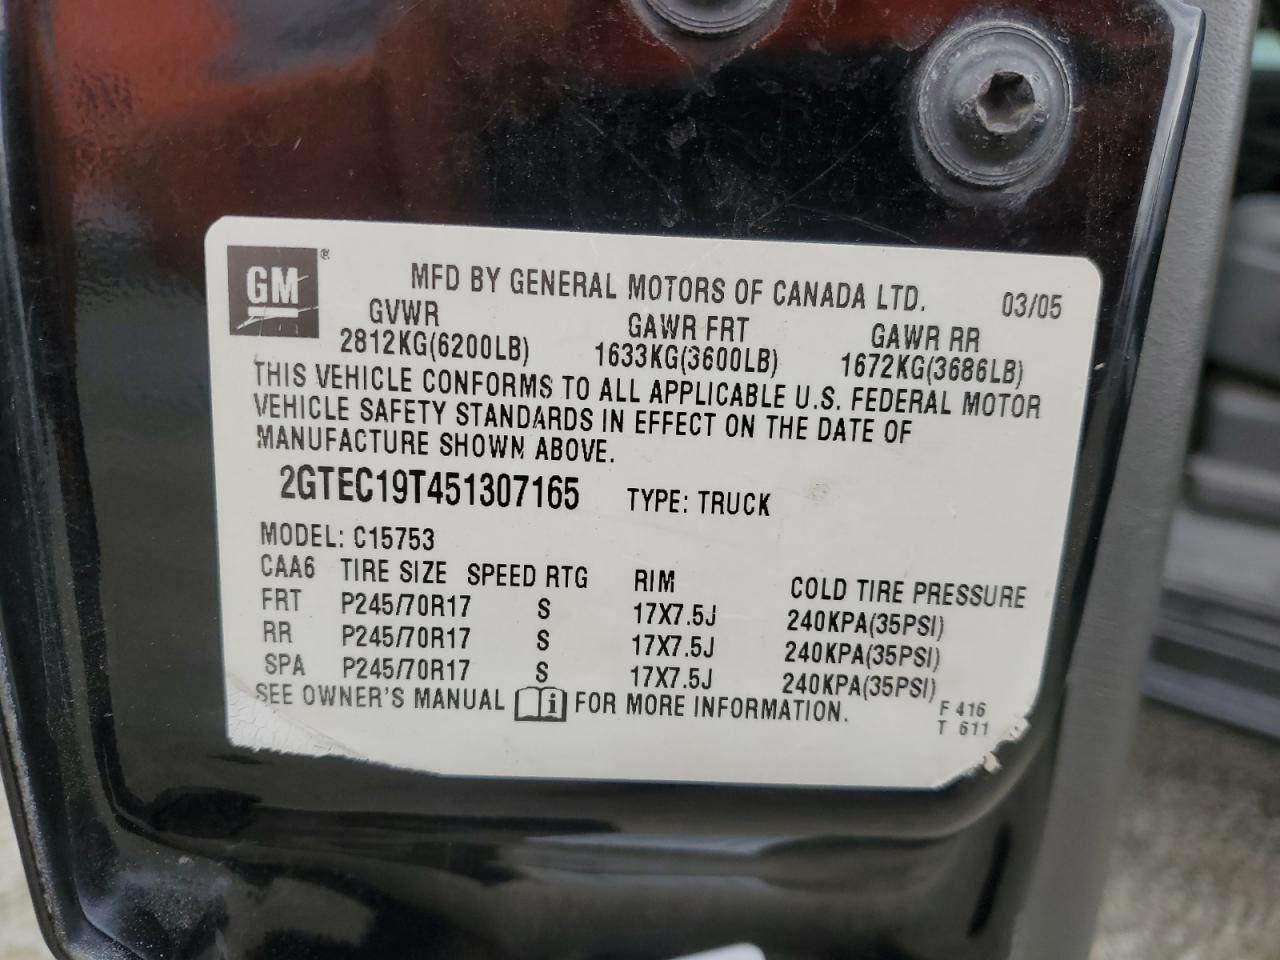 GM ®
MFD BY GENERAL MOTORS OF CANADA LTD. 03/05
GVWR GAWR FRT GAWR RR
2812KG(6200LB) 1633KG(3600LB) 1672KG(3686LB)
THIS VEHICLE CONFORMS TO ALL APPLICABLE U.S. FEDERAL MOTOR
VEHICLE SAFETY STANDARDS IN EFFECT ON THE DATE OF
MANUFACTURE SHOWN ABOVE.
2GTEC19T451307165 TYPE: TRUCK
MODEL: C15753
CAA6 TIRE SIZE SPEED RTG RIM COLD TIRE PRESSURE
FRT P245/70R17 S 17X7.5J 240KPA(35PSI)
RR P245/70R17 S 17X7.5J 240KPA(35PSI)
SPA P245/70R17 S 17X7.5J 240KPA(35PSI)
SEE OWNER'S MANUAL i FOR MORE INFORMATION. F 416
T 611